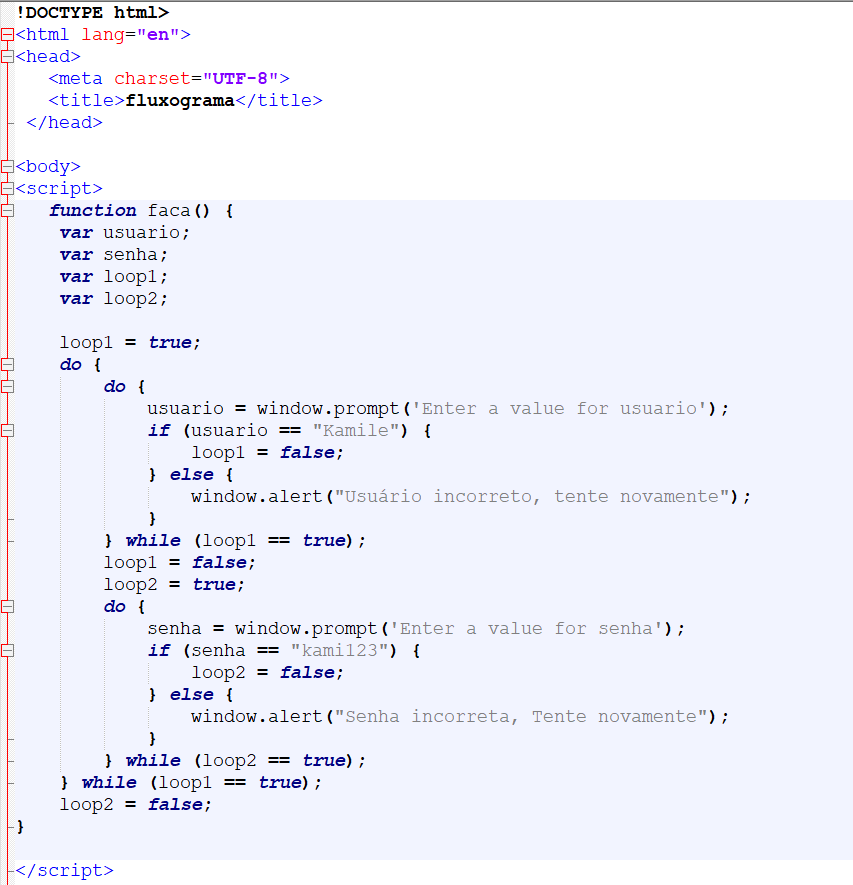 !DOCTYPE html>
<html lang="en">
<head>
<meta charset="UTF-8">
<title>fluxograma</title>
</head>
<body>
<script>
function faca() {
var usuario;
var senha;
var loop1;
var loop2;
loop1 = true;
do {
do {
usuario = window.prompt('Enter a value for usuario');
if (usuario == "Kamile") {
loop1 = false;
} else {
window.alert("Usuário incorreto, tente novamente");
}
} while (loop1 == true);
loop1 = false;
loop2 = true;
do {
senha = window.prompt('Enter a value for senha');
if (senha == "kami123") {
loop2 = false;
} else {
window.alert("Senha incorreta, Tente novamente");
}
} while (loop2 == true);
} while (loop1 == true);
loop2 = false;
}
</script>